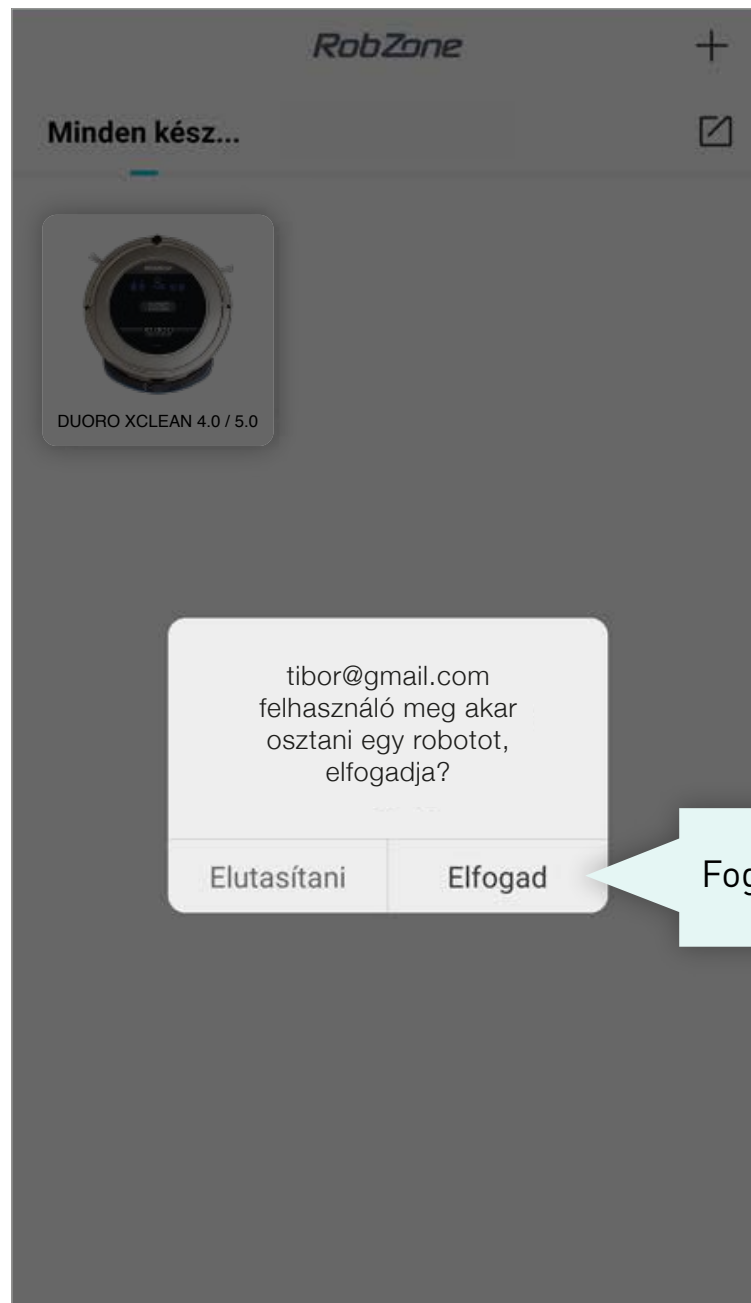 RobZone
Minden kész...
DUORO XCLEAN 4.0 / 5.0
tibor@gmail.com
felhasználó meg akar
osztani egy robotot,
elfogadja?
Elutasítani
Elfogad